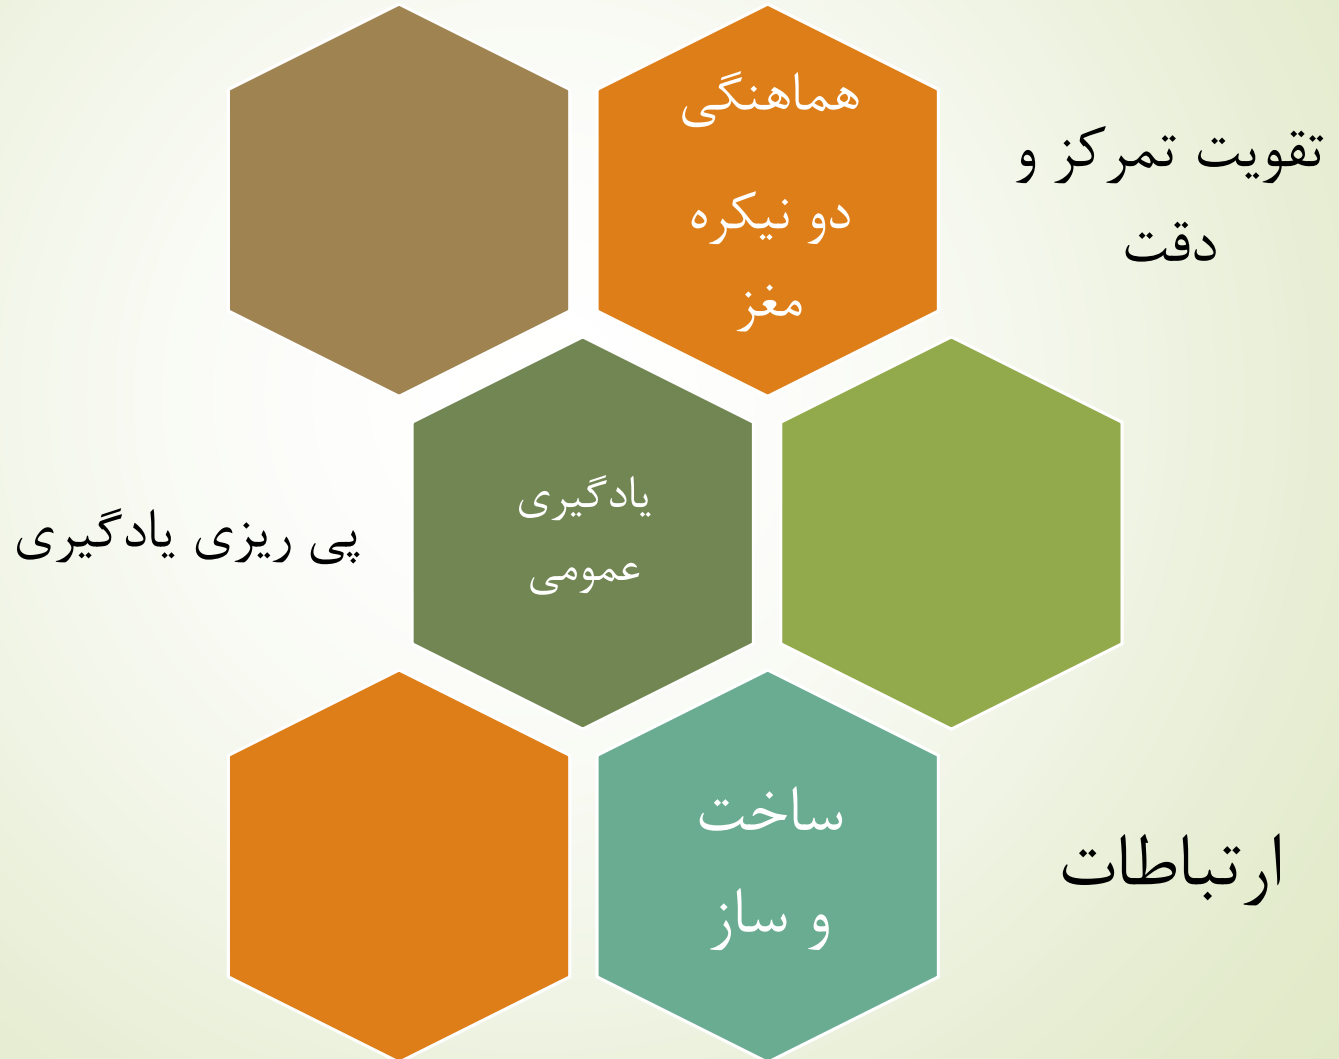 هماهنگی
دو نیکره
مغز
تقویت تمرکز و
دقت
یادگیری
عمومی
پی ریزی یادگیری
ساخت
و ساز
ارتباطات